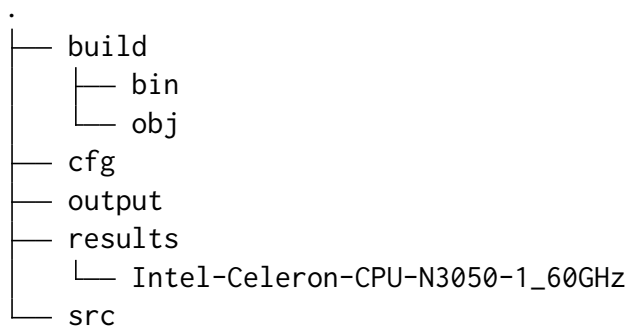 .
├── build
│   ├── bin
│   └── obj
├── cfg
├── output
├── results
│   └── Intel-Celeron-CPU-N3050-1_60GHz
└── src